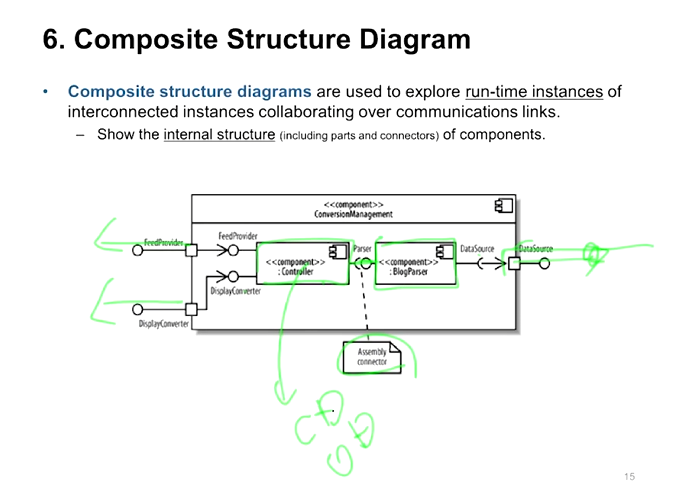 6. Composite Structure Diagram
• Composite structure diagrams are used to explore run-time instances of
interconnected instances collaborating over communications links.
– Show the internal structure (including parts and connectors) of components.
<<component>>
ConversionManagement
FeedProvider
FeedProvider
<<component>>
: Controller
Parser
<<component>>
: BlogParser
DataSource
DataSource
DisplayConverter
DisplayConverter
Assembly
connector
15